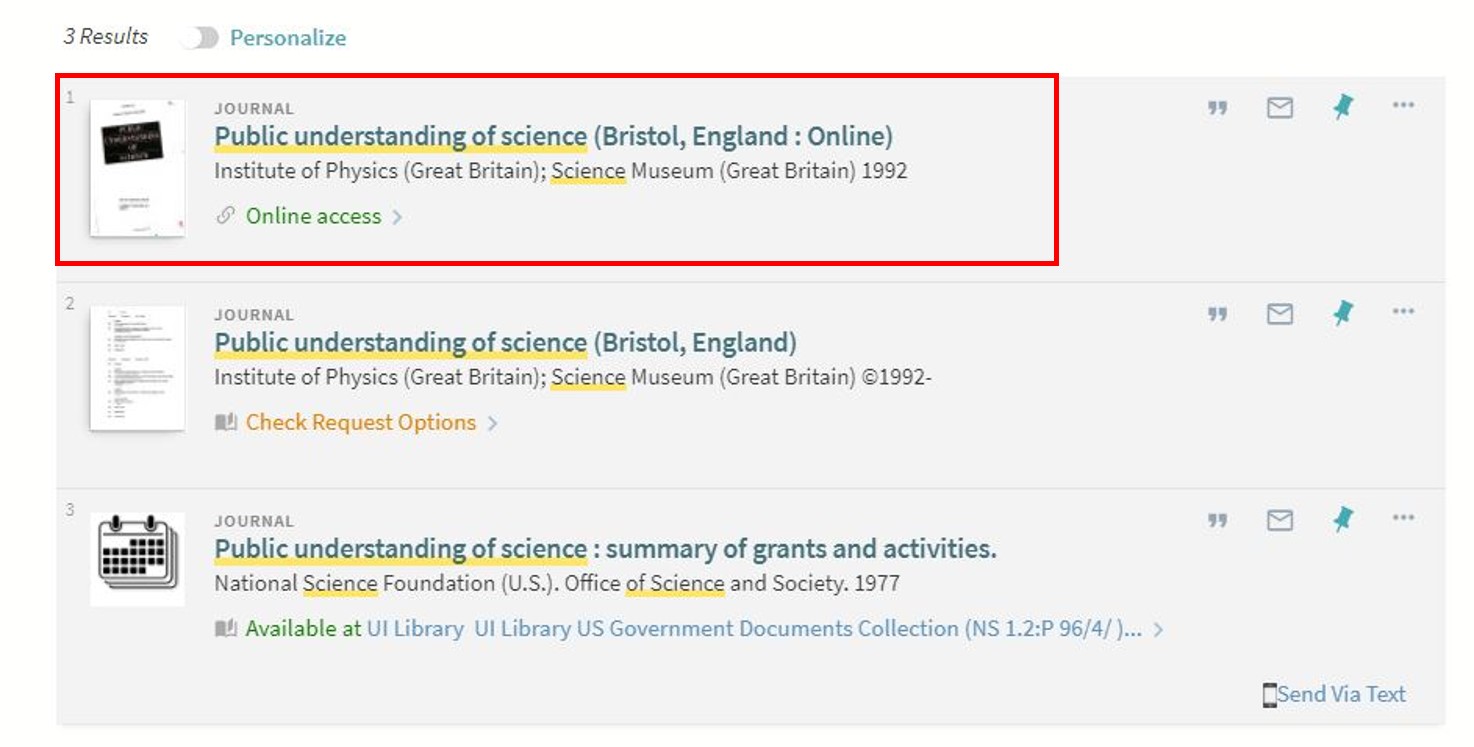 3 Results Personalize
1
JOURNAL
Public understanding of science (Bristol, England : Online)
Institute of Physics (Great Britain); Science Museum (Great Britain) 1992
Online access
2
JOURNAL
Public understanding of science (Bristol, England)
Institute of Physics (Great Britain); Science Museum (Great Britain) ©1992-
Check Request Options
3
JOURNAL
Public understanding of science : summary of grants and activities.
National Science Foundation (U.S.). Office of Science and Society. 1977
Available at UI Library UI Library US Government Documents Collection (NS 1.2:P 96/4/ )...
Send Via Text